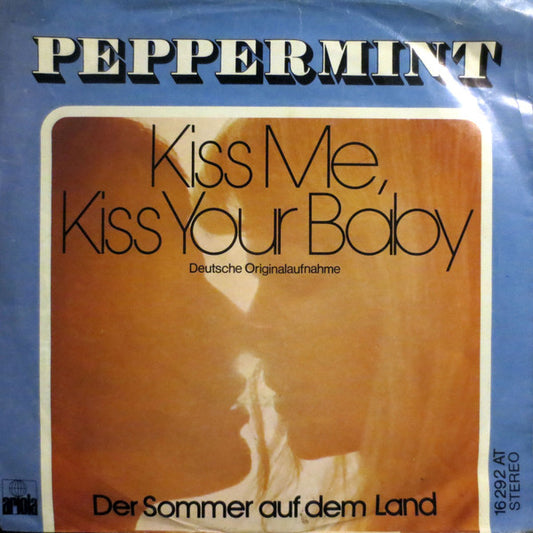 PEPPERMINT
Kiss Me,
Kiss Your Baby
Deutsche Originalaufnahme
Der Sommer auf dem Land
ariola
16 292 AT
STEREO